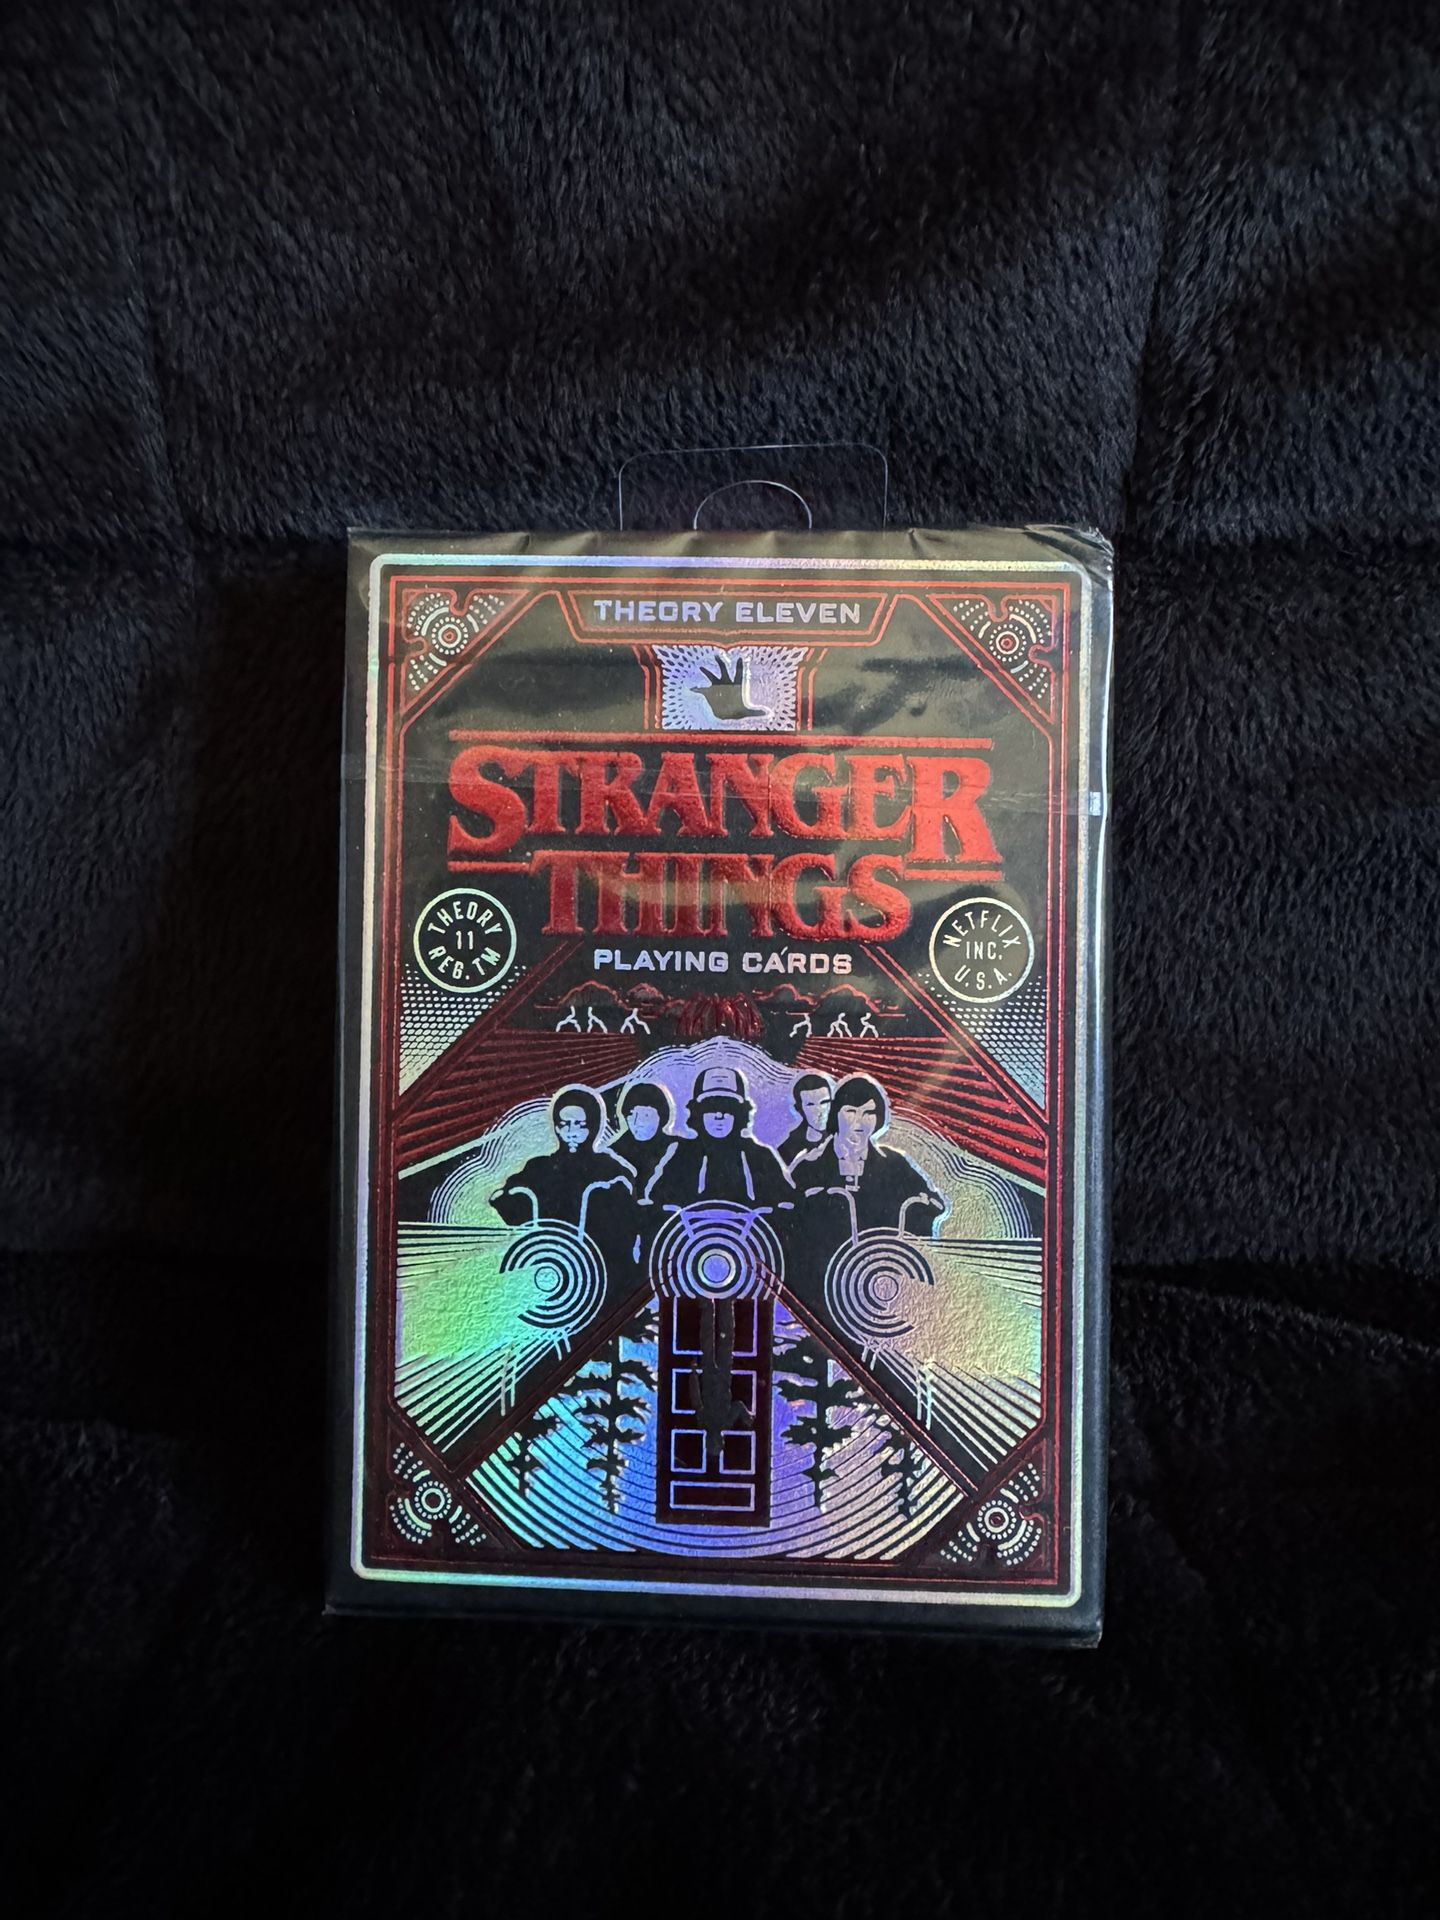 THEORY ELEVEN
STRANGER
THINGS
THEORY
11
REG. TM
NETFLIX
INC.
U.S.A.
PLAYING CARDS